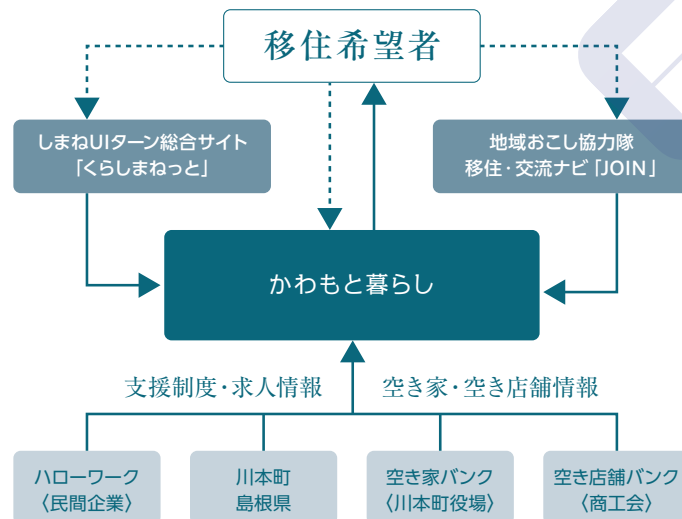 移住希望者
しまねUIターン総合サイト
「くらしまねっと」
地域おこし協力隊
移住・交流ナビ「JOIN」
かわもと暮らし
支援制度・求人情報
空き家・空き店舗情報
ハローワーク
〈民間企業〉
川本町
島根県
空き家バンク
〈川本町役場〉
空き店舗バンク
〈商工会〉